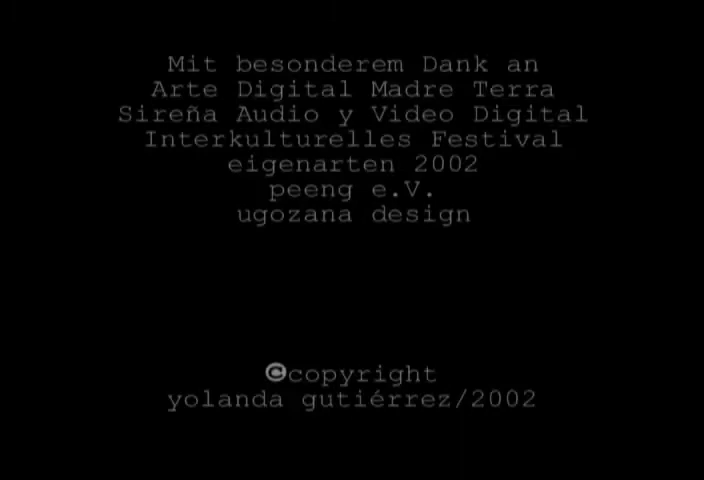 Mit besonderem Dank an
Arte Digital Madre Terra
Sireña Audio y Video Digital
Interkulturelles Festival
eigenarten 2002
peeng e.V.
ugozana design
©copyright
yolanda gutiérrez/2002